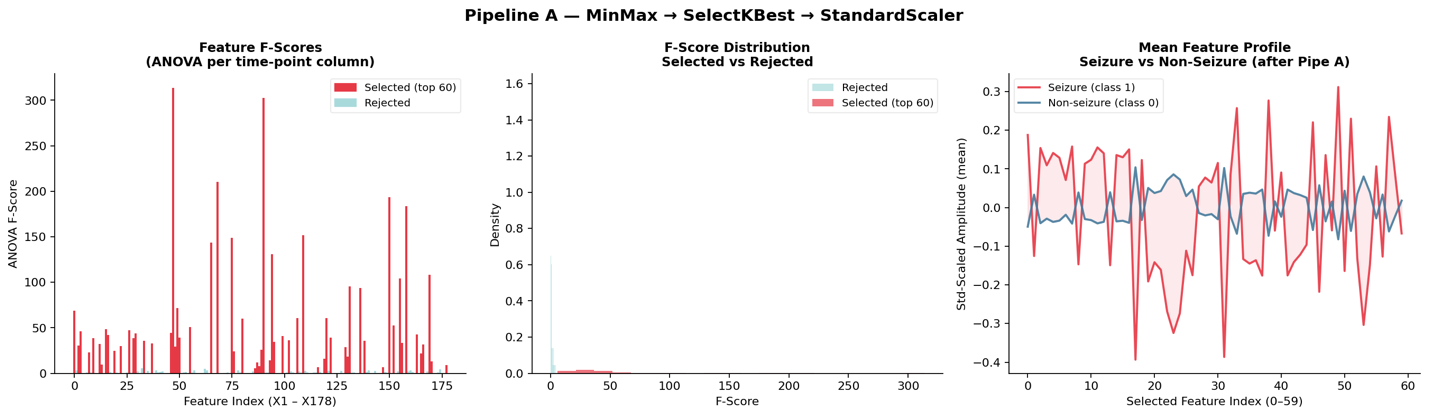 Pipeline A — MinMax → SelectKBest → StandardScaler
Feature F-Scores
(ANOVA per time-point column)
Selected (top 60)
Rejected
300
250
200
150
100
50
0
ANOVA F-Score
0
25
50
75
100
125
150
175
Feature Index (X1 – X178)
F-Score Distribution
Selected vs Rejected
Rejected
Selected (top 60)
1.6
1.4
1.2
1.0
0.8
0.6
0.4
0.2
0.0
Density
0
50
100
150
200
250
300
F-Score
Mean Feature Profile
Seizure vs Non-Seizure (after Pipe A)
Seizure (class 1)
Non-seizure (class 0)
0.3
0.2
0.1
0.0
−0.1
−0.2
−0.3
−0.4
Std-Scaled Amplitude (mean)
0
10
20
30
40
50
60
Selected Feature Index (0–59)